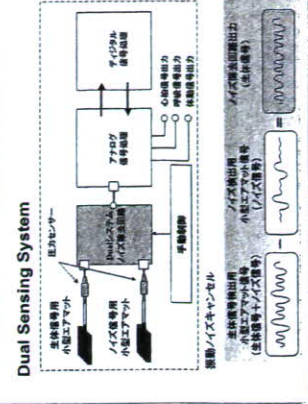 Dual Sensing System
圧力センサー
生体信号用
小型エアマット
ノイズ信号用
小型エアマット
Dualシステム
ノイズ除去回路
アナログ
信号処理
ディジタル
信号処理
手動制御
心拍信号出力
呼吸信号出力
体動信号出力
振動ノイズキャンセル
生体信号検出用
小型エアマット信号
(生体信号+ノイズ信号)
−
ノイズ検出用
小型エアマット信号
(ノイズ信号)
=
ノイズ除去回路出力
(生体信号)